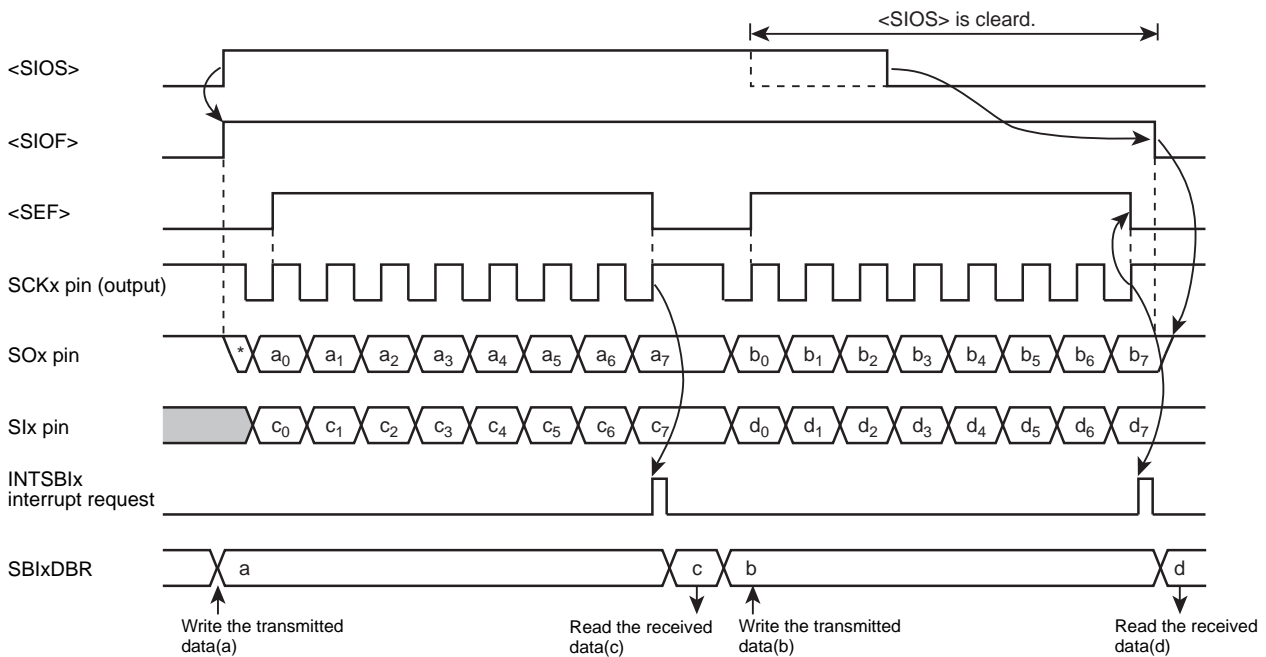 <SIOS> is cleard.
<SIOS>
<SIOF>
<SEF>
SCKx pin (output)
SOx pin
* a0 a1 a2 a3 a4 a5 a6 a7 b0 b1 b2 b3 b4 b5 b6 b7
SIx pin
c0 c1 c2 c3 c4 c5 c6 c7 d0 d1 d2 d3 d4 d5 d6 d7
INTSBIx
interrupt request
SBIxDBR
a c b d
Write the transmitted
data(a)
Read the received
data(c)
Write the transmitted
data(b)
Read the received
data(d)